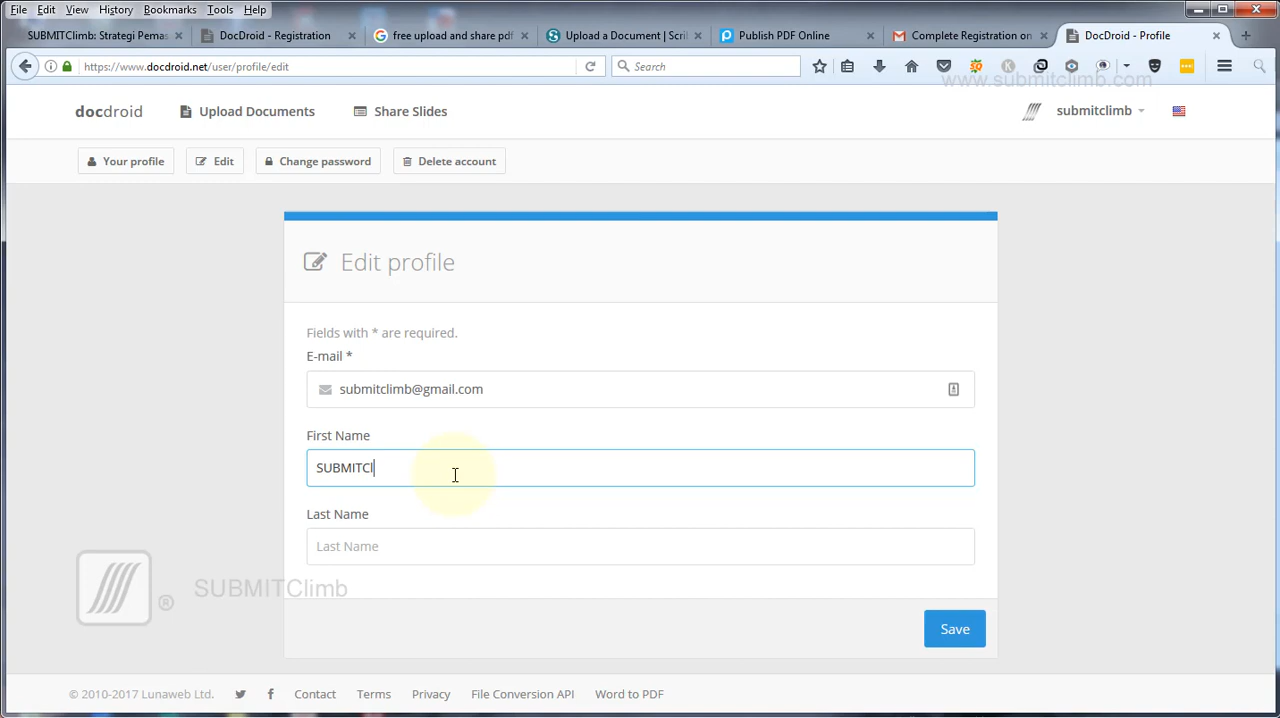 File Edit View History Bookmarks Tools Help
SUBMITClimb: Strategi Pemas DocDroid - Registration free upload and share pdf Upload a Document | Scri Publish PDF Online Complete Registration on DocDroid - Profile
https://www.docdroid.net/user/profile/edit Search
www.submitclimb.com
docdroid Upload Documents Share Slides submitclimb
Your profile Edit Change password Delete account
Edit profile
Fields with * are required.
E-mail *
submitclimb@gmail.com
First Name
SUBMITCl
Last Name
Last Name
® SUBMITClimb
Save
© 2010-2017 Lunaweb Ltd. Contact Terms Privacy File Conversion API Word to PDF